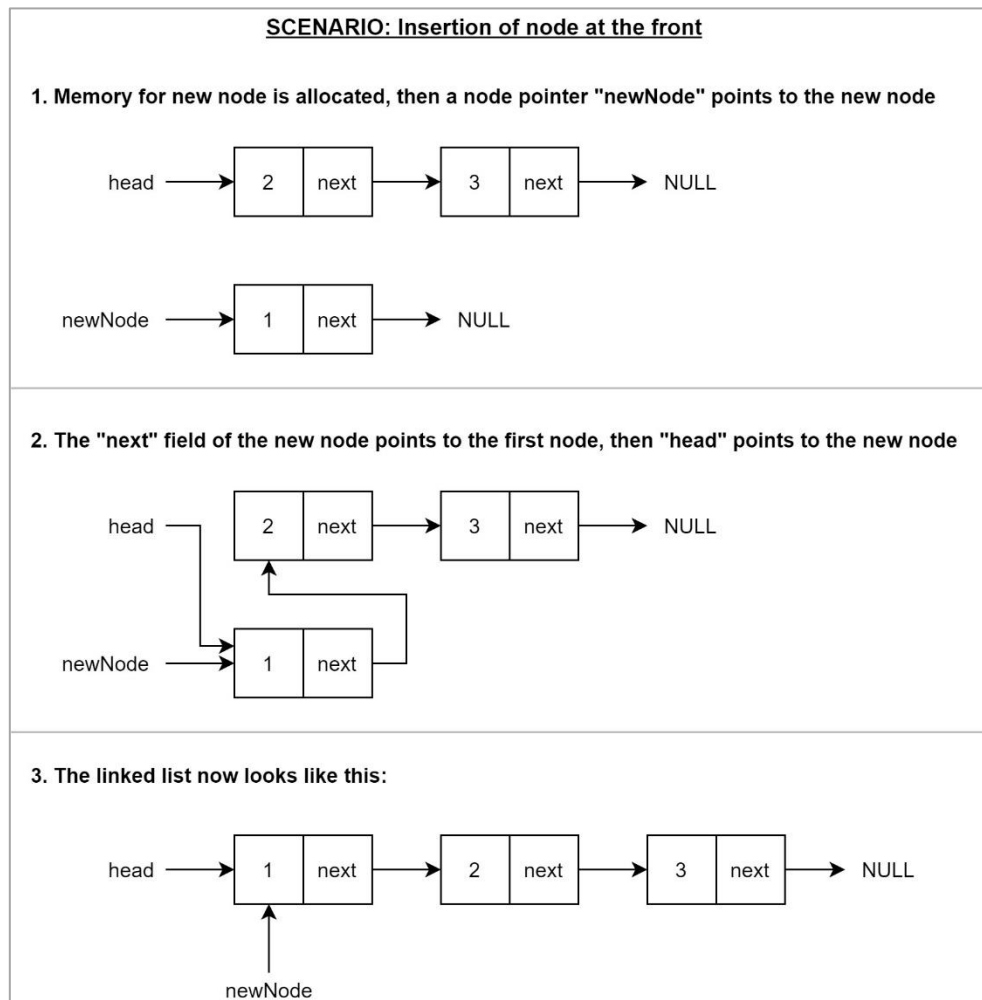 SCENARIO: Insertion of node at the front
1. Memory for new node is allocated, then a node pointer "newNode" points to the new node
head 2 next 3 next NULL
newNode 1 next NULL
2. The "next" field of the new node points to the first node, then "head" points to the new node
head 2 next 3 next NULL
newNode 1 next
3. The linked list now looks like this:
head 1 next 2 next 3 next NULL
newNode